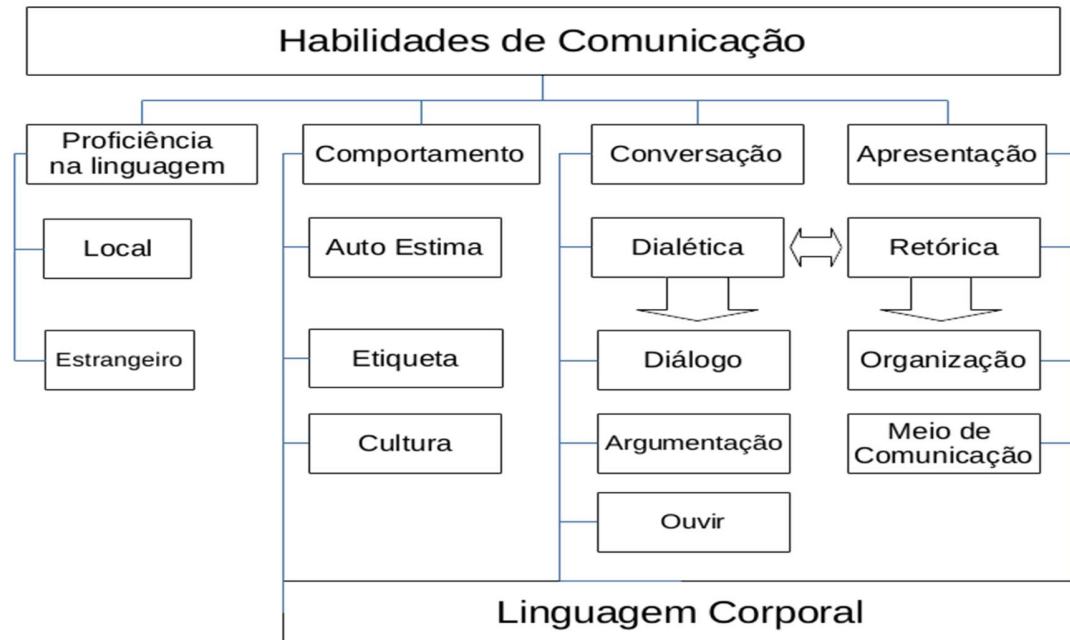 Habilidades de Comunicação
Proficiência
na linguagem
Comportamento
Conversação
Apresentação
Local
Auto Estima
Dialética
Retórica
Estrangeiro
Etiqueta
Diálogo
Organização
Cultura
Argumentação
Meio de
Comunicação
Ouvir
Linguagem Corporal